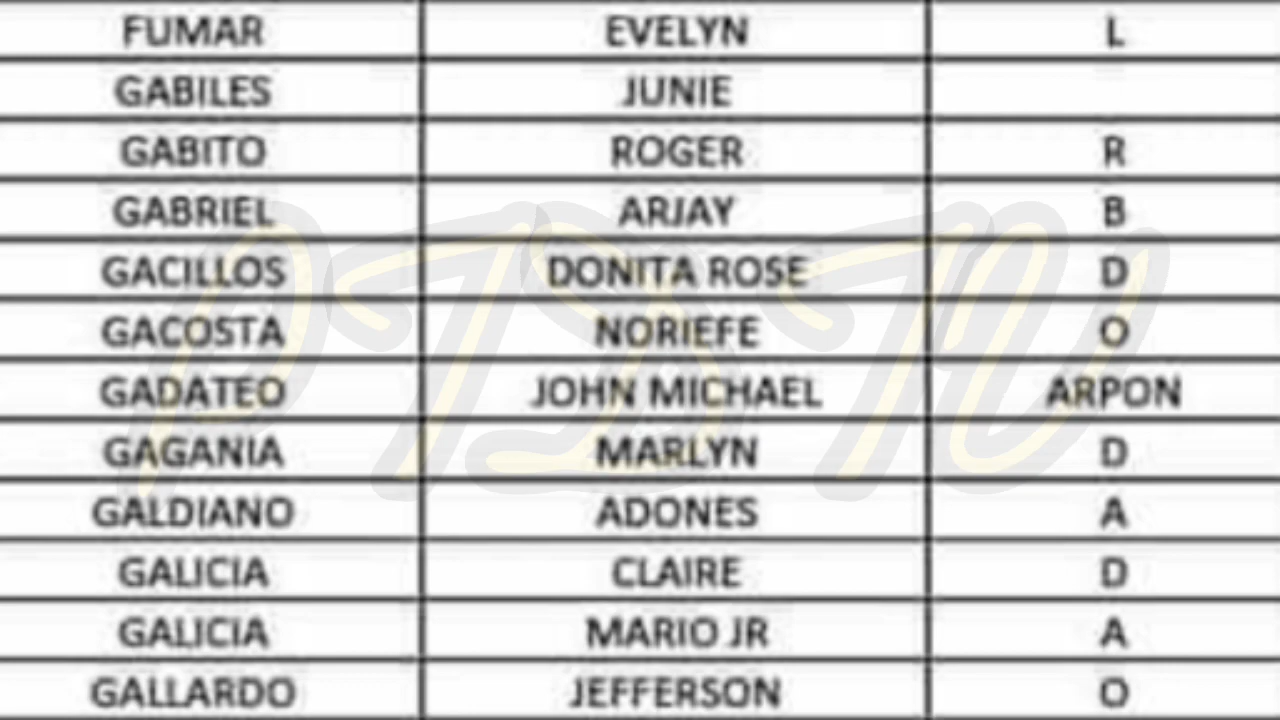 FUMAR EVELYN L
GABILES JUNIE
GABITO ROGER R
GABRIEL ARJAY B
GACILLOS DONITA ROSE D
GACOSTA NORIEFE O
GADATEO JOHN MICHAEL ARPON
GAGANIA MARLYN D
GALDIANO ADONES A
GALICIA CLAIRE D
GALICIA MARIO JR A
GALLARDO JEFFERSON O